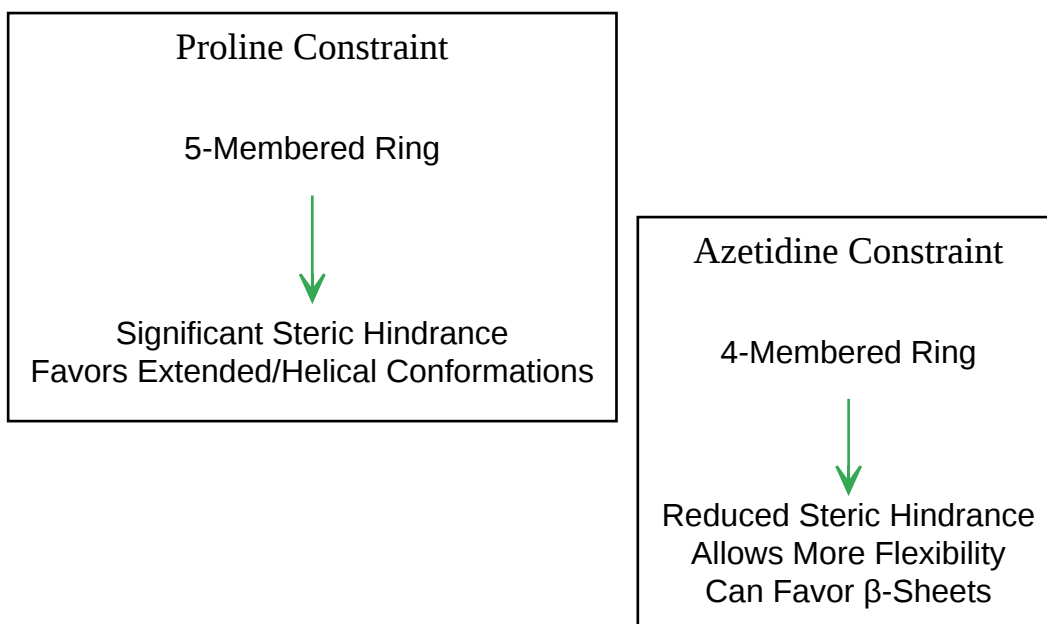 Proline Constraint
5-Membered Ring
Significant Steric Hindrance
Favors Extended/Helical Conformations
Azetidine Constraint
4-Membered Ring
Reduced Steric Hindrance
Allows More Flexibility
Can Favor β-Sheets